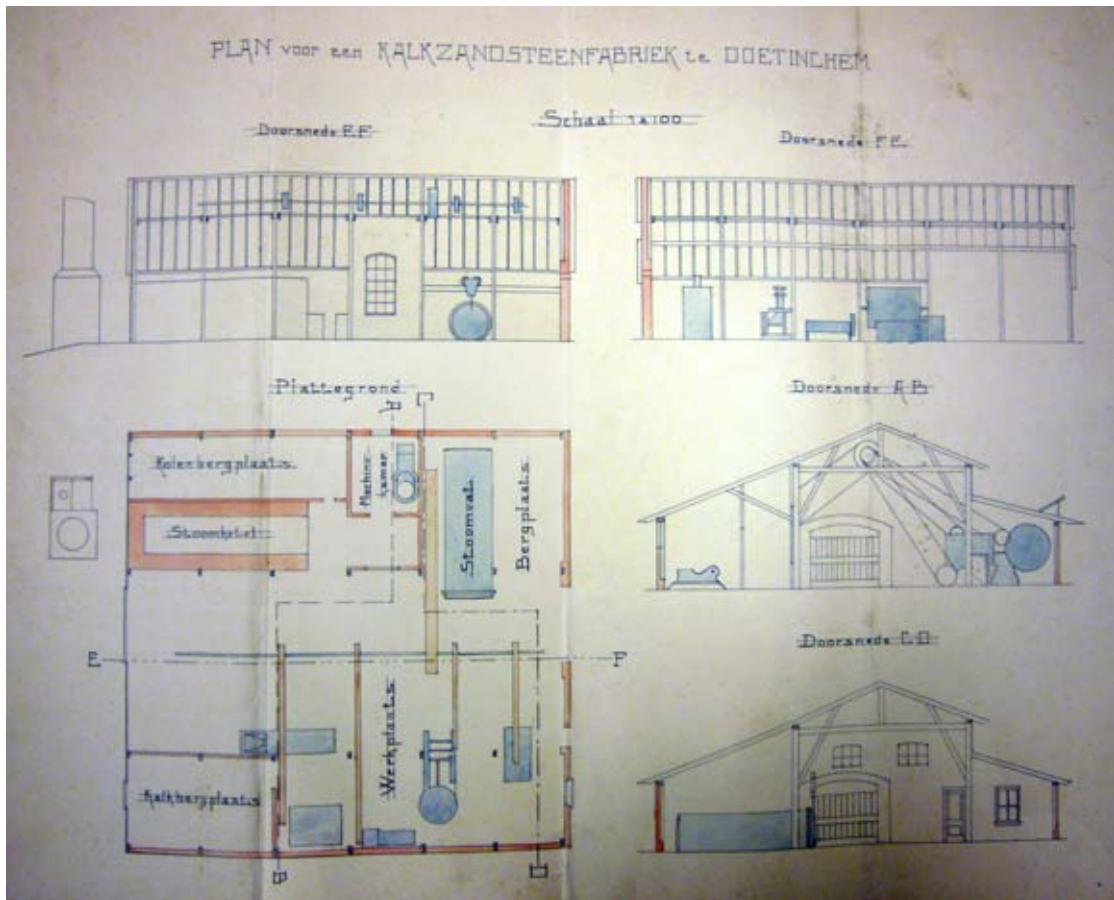 PLAN voor een KALKZANDSTEENFABRIEK te DOETINCHEM
Schaal 1 à 100
Doorsnede E.F.
Doorsnede F.E.
Plattegrond
Doorsnede A.B
Kolenbergplaats
Machine
kamer
Stoomketel
Stoomvat
Bergplaats
E
F
Doorsnede C.D
Werkplaats
Kalkbergplaats